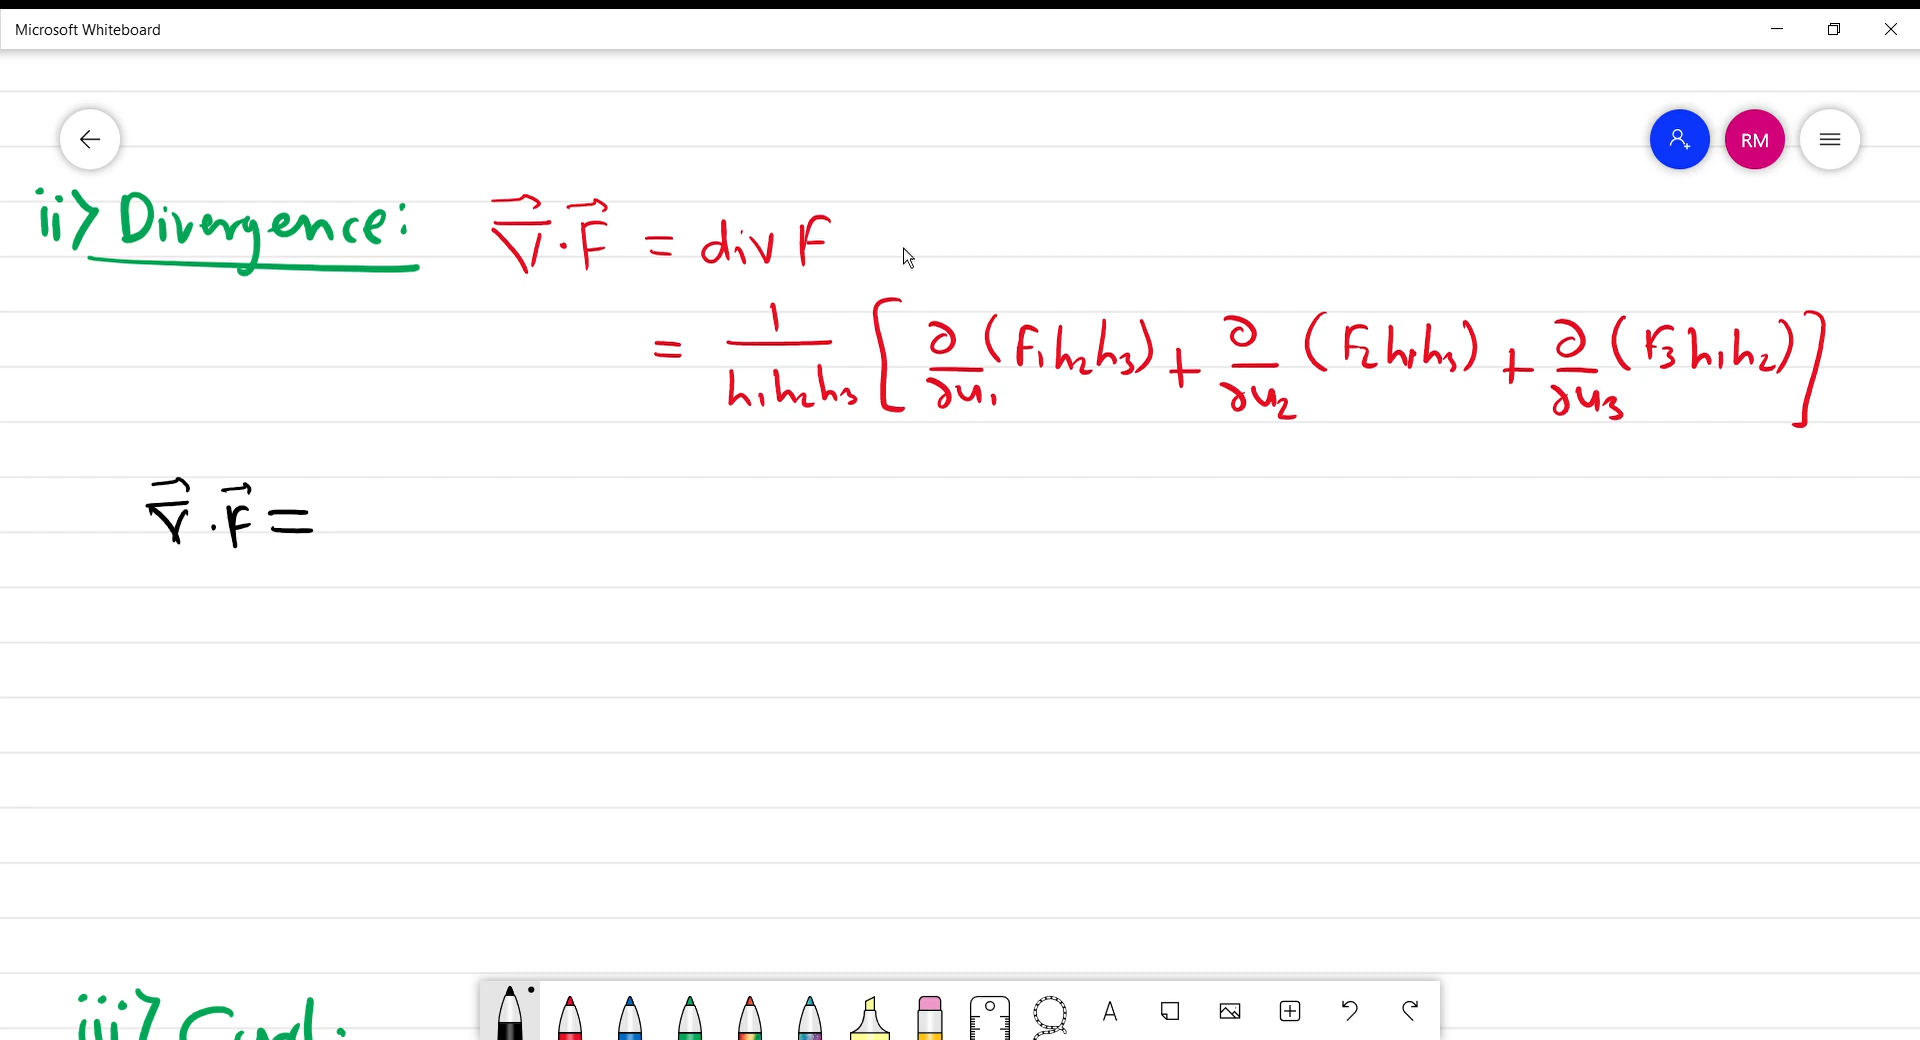 Microsoft Whiteboard
RM
ii> Divergence: ∇⃗ · F⃗ = div F
= 1/(h₁h₂h₃) [ ∂/∂u₁ (F₁h₂h₃) + ∂/∂u₂ (F₂h₁h₃) + ∂/∂u₃ (F₃h₁h₂) ]
∇⃗ · F⃗ =
iii> Curl:
A